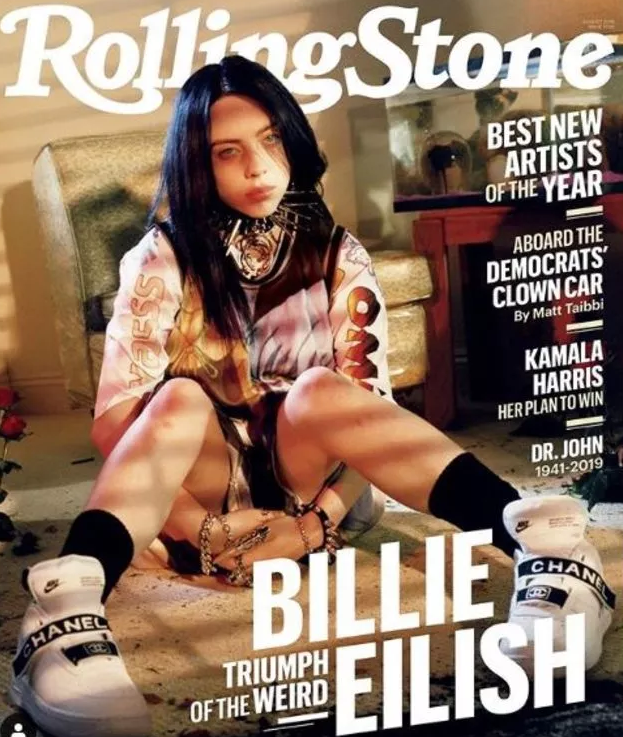 RollingStone
BEST NEW
ARTISTS
OF THE YEAR
ABOARD THE
DEMOCRATS'
CLOWN CAR
By Matt Taibbi
KAMALA
HARRIS
HER PLAN TO WIN
DR. JOHN
1941-2019
CHANEL
CHANEL
BILLIE
EILISH
TRIUMPH
OF THE WEIRD